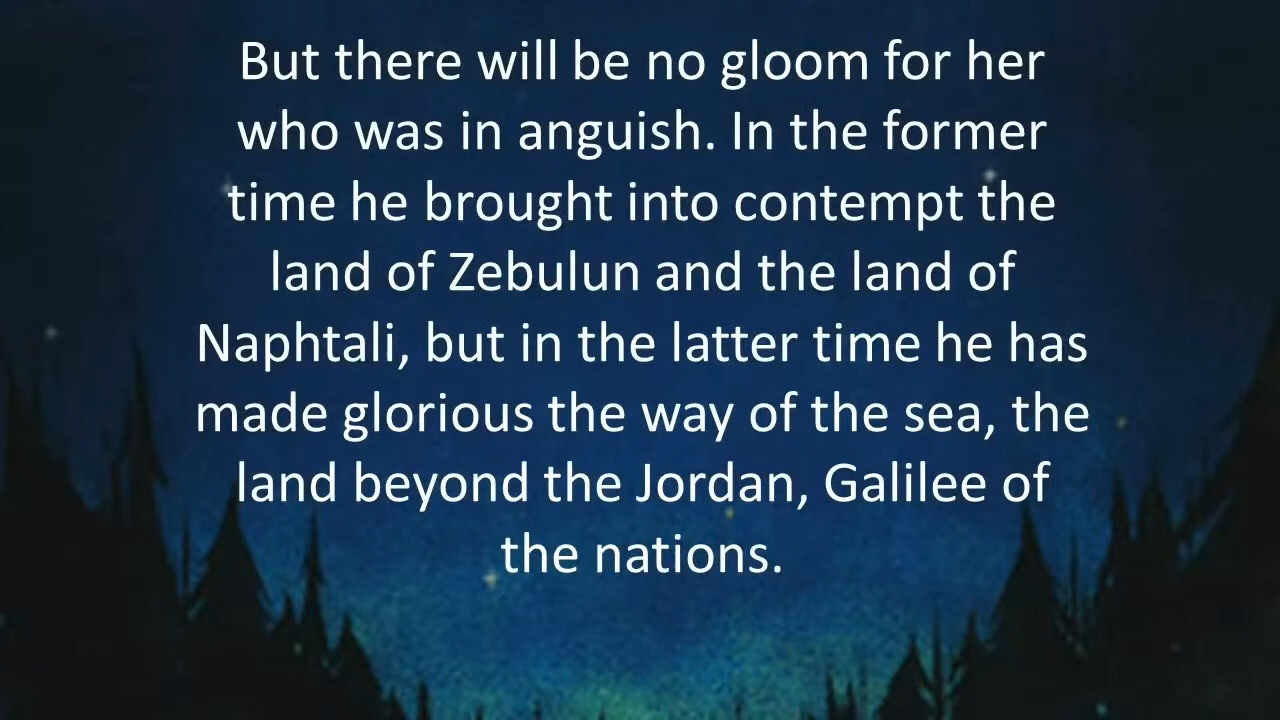 But there will be no gloom for her
who was in anguish. In the former
time he brought into contempt the
land of Zebulun and the land of
Naphtali, but in the latter time he has
made glorious the way of the sea, the
land beyond the Jordan, Galilee of
the nations.